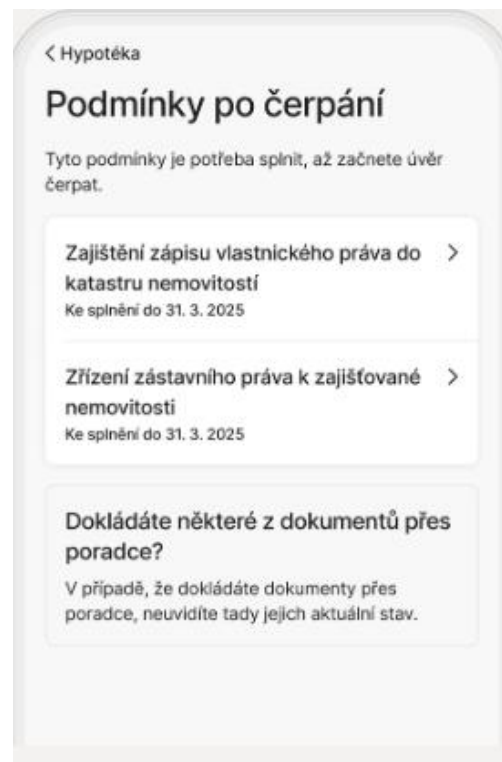 < Hypotéka
Podmínky po čerpání
Tyto podmínky je potřeba splnit, až začnete úvěr
čerpat.
Zajištění zápisu vlastnického práva do
katastru nemovitostí
Ke splnění do 31. 3. 2025
Zřízení zástavního práva k zajišťované
nemovitosti
Ke splnění do 31. 3. 2025
Dokládáte některé z dokumentů přes
poradce?
V případě, že dokládáte dokumenty přes
poradce, neuvidíte tady jejich aktuální stav.